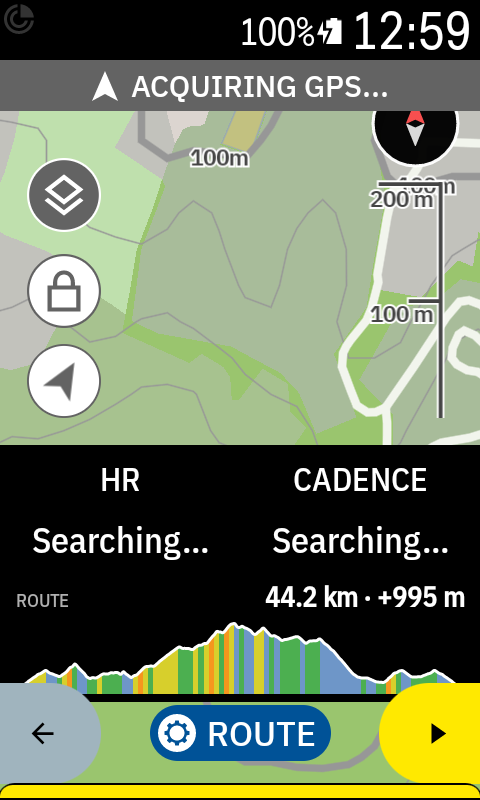 100% 12:59
ACQUIRING GPS...
100m
200 m
100 m
HR CADENCE
Searching... Searching...
ROUTE 44.2 km · +995 m
ROUTE